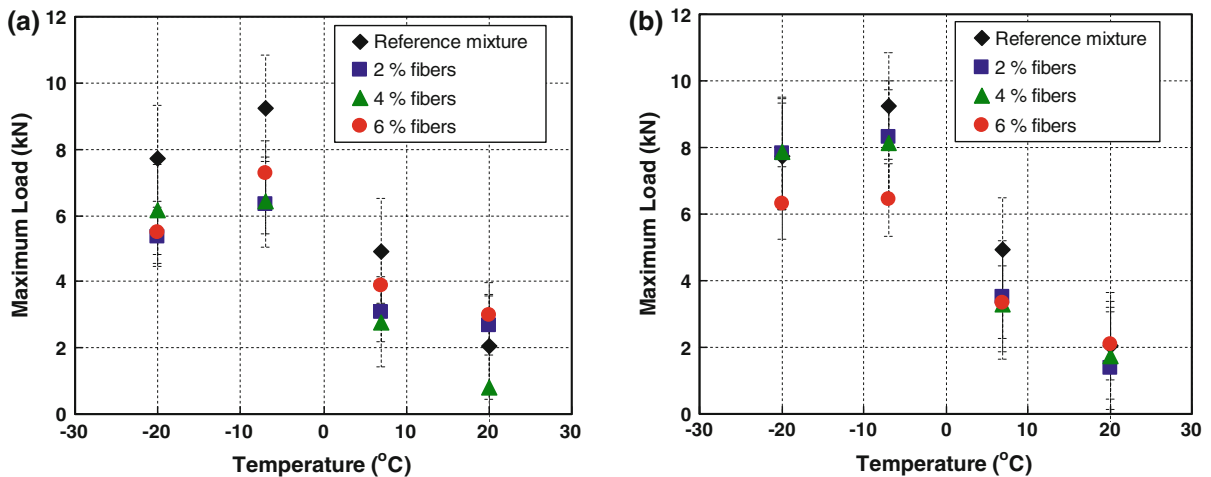 (a)
12
10
8
6
4
2
0
Maximum Load (kN)
-30 -20 -10 0 10 20 30
Temperature (°C)
Reference mixture
2 % fibers
4 % fibers
6 % fibers
(b)
12
10
8
6
4
2
0
Maximum Load (kN)
-30 -20 -10 0 10 20 30
Temperature (°C)
Reference mixture
2 % fibers
4 % fibers
6 % fibers